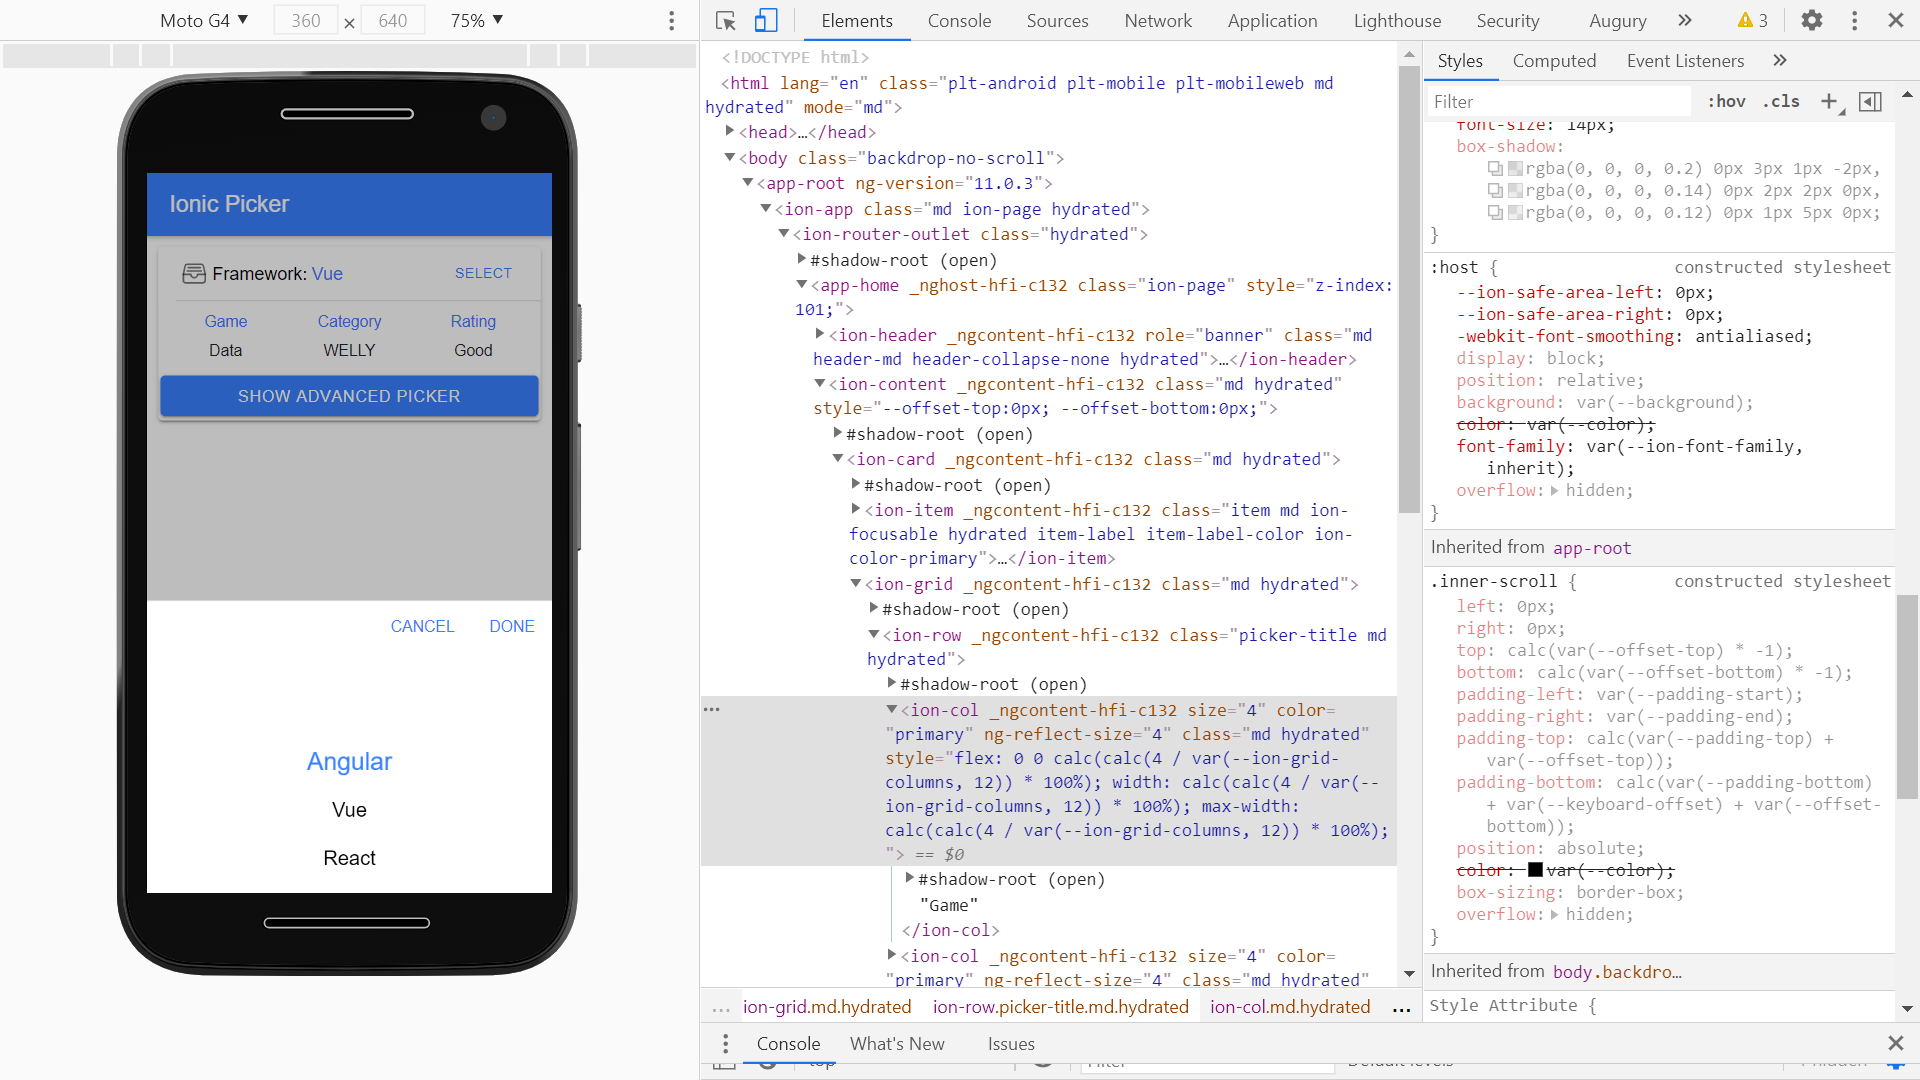 Moto G4 ▼ 360 × 640 75% ▼
Ionic Picker
Framework: Vue SELECT
Game Category Rating
Data WELLY Good
SHOW ADVANCED PICKER
CANCEL DONE
Angular
Vue
React
Elements Console Sources Network Application Lighthouse Security Augury » 3
<!DOCTYPE html>
<html lang="en" class="plt-android plt-mobile plt-mobileweb md
hydrated" mode="md">
<head>…</head>
<body class="backdrop-no-scroll">
<app-root ng-version="11.0.3">
<ion-app class="md ion-page hydrated">
<ion-router-outlet class="hydrated">
#shadow-root (open)
<app-home _nghost-hfi-c132 class="ion-page" style="z-index:
101;">
<ion-header _ngcontent-hfi-c132 role="banner" class="md
header-md header-collapse-none hydrated">…</ion-header>
<ion-content _ngcontent-hfi-c132 class="md hydrated"
style="--offset-top:0px; --offset-bottom:0px;">
#shadow-root (open)
<ion-card _ngcontent-hfi-c132 class="md hydrated">
#shadow-root (open)
<ion-item _ngcontent-hfi-c132 class="item md ion-
focusable hydrated item-label item-label-color ion-
color-primary">…</ion-item>
<ion-grid _ngcontent-hfi-c132 class="md hydrated">
#shadow-root (open)
<ion-row _ngcontent-hfi-c132 class="picker-title md
hydrated">
#shadow-root (open)
<ion-col _ngcontent-hfi-c132 size="4" color=
"primary" ng-reflect-size="4" class="md hydrated"
style="flex: 0 0 calc(calc(4 / var(--ion-grid-
columns, 12)) * 100%); width: calc(calc(4 / var(--
ion-grid-columns, 12)) * 100%); max-width:
calc(calc(4 / var(--ion-grid-columns, 12)) * 100%);
"> == $0
#shadow-root (open)
"Game"
</ion-col>
<ion-col _ngcontent-hfi-c132 size="4" color=
"primary" ng-reflect-size="4" class="md hydrated"
... ion-grid.md.hydrated ion-row.picker-title.md.hydrated ion-col.md.hydrated ...
Styles Computed Event Listeners »
Filter :hov .cls +
font-size: 14px;
box-shadow:
rgba(0, 0, 0, 0.2) 0px 3px 1px -2px,
rgba(0, 0, 0, 0.14) 0px 2px 2px 0px,
rgba(0, 0, 0, 0.12) 0px 1px 5px 0px;
}
:host { constructed stylesheet
--ion-safe-area-left: 0px;
--ion-safe-area-right: 0px;
-webkit-font-smoothing: antialiased;
display: block;
position: relative;
background: var(--background);
color: var(--color);
font-family: var(--ion-font-family,
inherit);
overflow: hidden;
}
Inherited from app-root
.inner-scroll { constructed stylesheet
left: 0px;
right: 0px;
top: calc(var(--offset-top) * -1);
bottom: calc(var(--offset-bottom) * -1);
padding-left: var(--padding-start);
padding-right: var(--padding-end);
padding-top: calc(var(--padding-top) +
var(--offset-top));
padding-bottom: calc(var(--padding-bottom)
+ var(--keyboard-offset) + var(--offset-
bottom));
position: absolute;
color: var(--color);
box-sizing: border-box;
overflow: hidden;
}
Inherited from body.backdro…
Style Attribute {
Console What's New Issues
top Filter Default levels